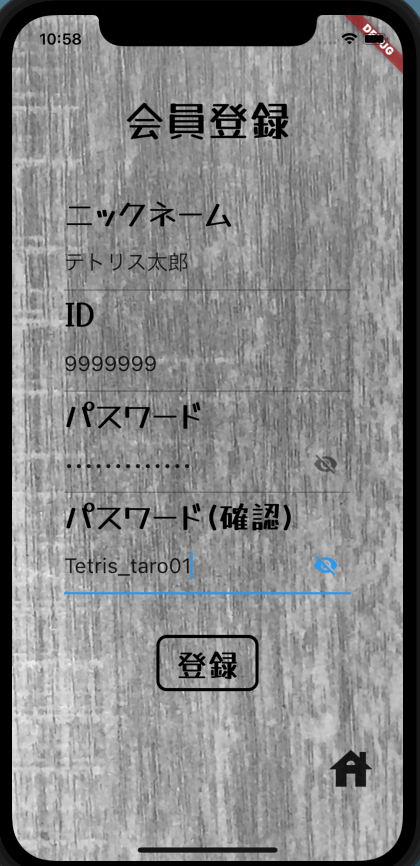 10:58
DEBUG
会員登録
ニックネーム
テトリス太郎
ID
9999999
パスワード
•••••••••••••
パスワード(確認)
Tetris_taro01
登録